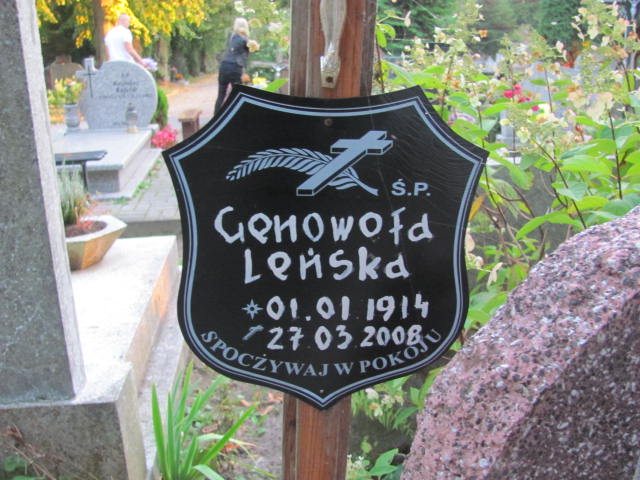 Ś.P.
Genowefa
Leńska
01.01.1914
27.03.2008
SPOCZYWAJ W POKOJU